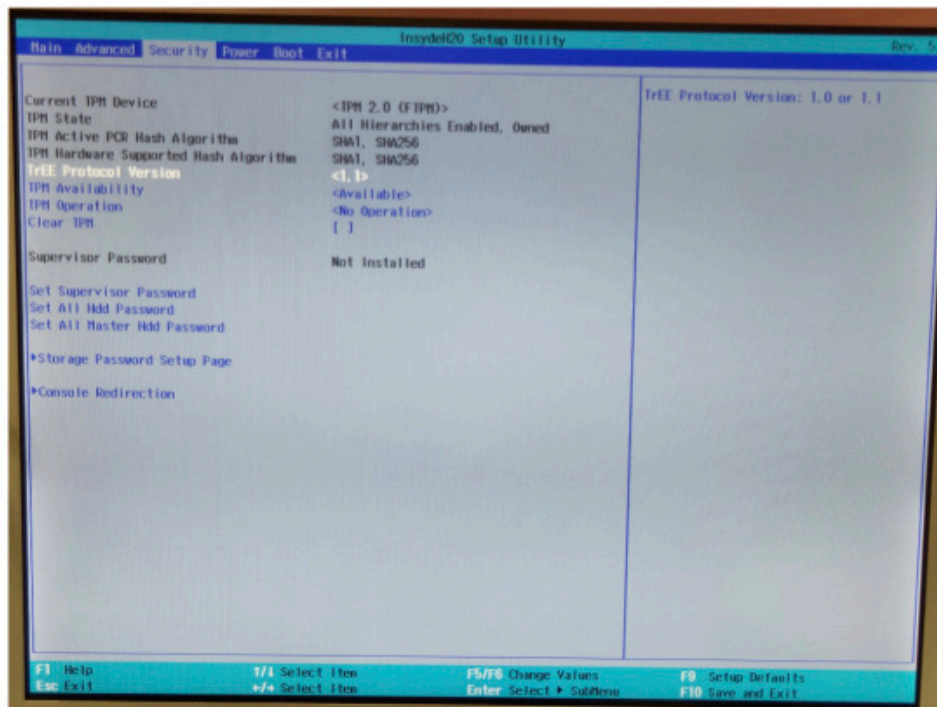 InsydeH20 Setup Utility
Rev. 5
Main Advanced Security Power Boot Exit
Current TPM Device <TPM 2.0 (FTPM)>
TPM State All Hierarchies Enabled, Owned
TPM Active PCR Hash Algorithm SHA1, SHA256
TPM Hardware Supported Hash Algorithm SHA1, SHA256
TrEE Protocol Version <1.1>
TPM Availability <Available>
TPM Operation <No Operation>
Clear TPM [ ]
Supervisor Password Not Installed
Set Supervisor Password
Set All Hdd Password
Set All Master Hdd Password
▶Storage Password Setup Page
▶Console Redirection
TrEE Protocol Version: 1.0 or 1.1
F1 Help ↑/↓ Select Item F5/F6 Change Values F9 Setup Defaults
Esc Exit Select Item Enter Select ▶ SubMenu F10 Save and Exit